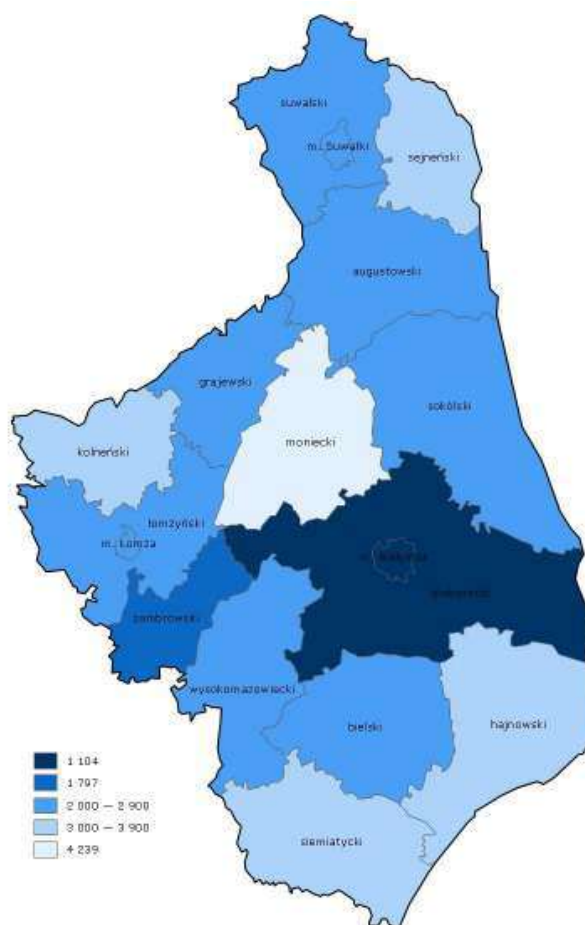 suwalski
m. Suwałki
sejneński
augustowski
grajewski
sokólski
moniecki
kolneński
łomżyński
m. Łomża
zambrowski
wysokomazowiecki
bielski
hajnowski
siemiatycki
1 104
1 797
2 000 — 2 900
3 000 — 3 900
4 239